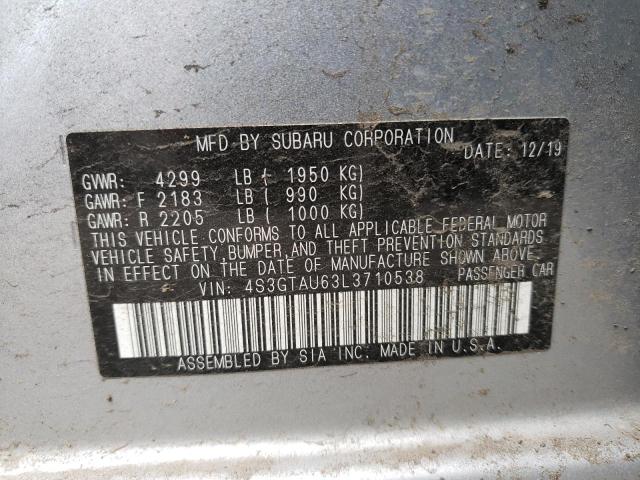 MFD BY SUBARU CORPORATION
DATE: 12/19
GVWR: 4299 LB ( 1950 KG)
GAWR: F 2183 LB ( 990 KG)
GAWR: R 2205 LB ( 1000 KG)
THIS VEHICLE CONFORMS TO ALL APPLICABLE FEDERAL MOTOR
VEHICLE SAFETY, BUMPER, AND THEFT PREVENTION STANDARDS
IN EFFECT ON THE DATE OF MANUFACTURE SHOWN ABOVE.
VIN: 4S3GTAU63L3710538 PASSENGER CAR
ASSEMBLED BY SIA INC. MADE IN U.S.A.